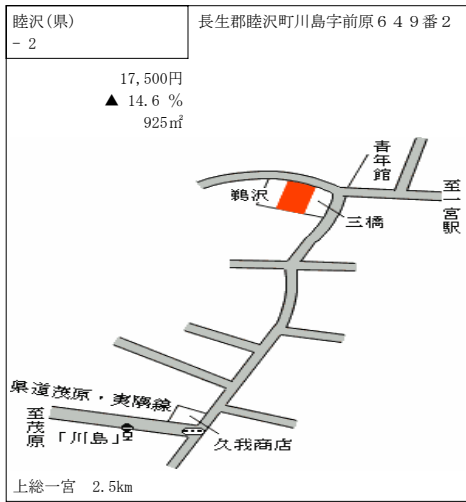 睦沢(県)
- 2
長生郡睦沢町川島字前原６４９番２
17,500円
▲ 14.6 %
925㎡
青年館
至一宮駅
鵜沢
三橋
県道茂原・夷隅線
至茂原
「川島」
久我商店
上総一宮 2.5km